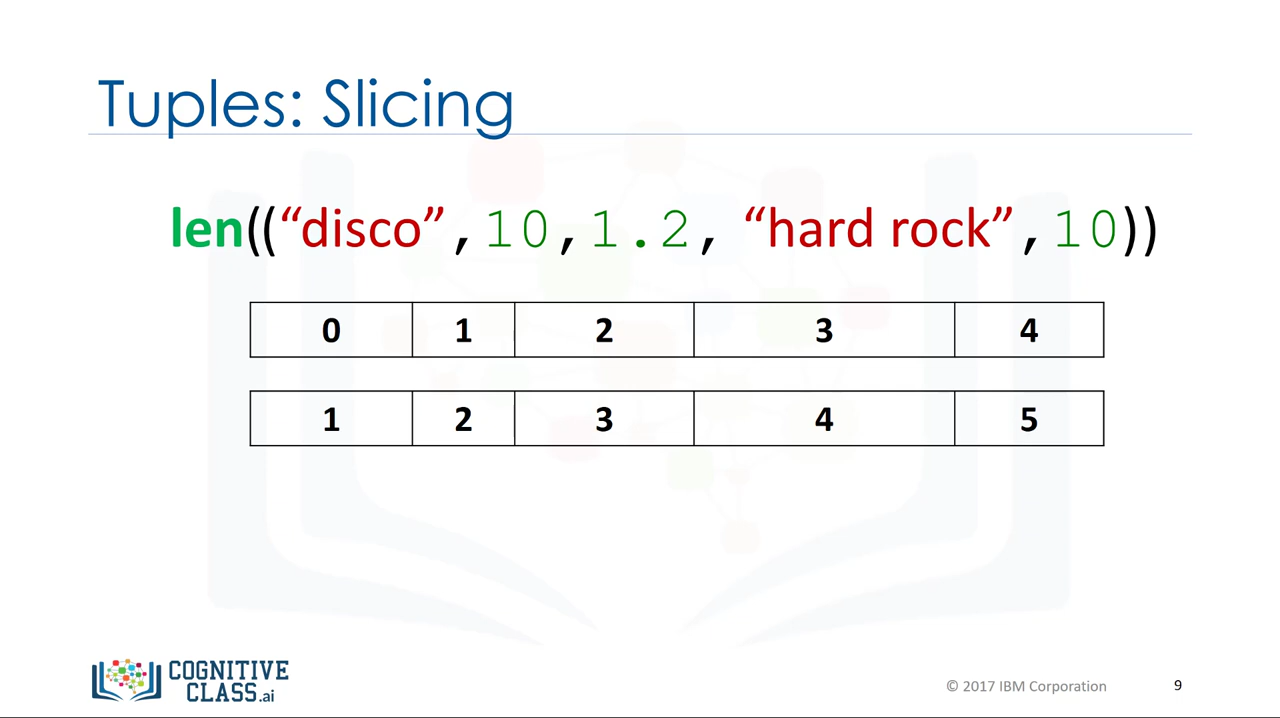 Tuples: Slicing
len((“disco”,10,1.2, “hard rock”,10))
0 1 2 3 4
1 2 3 4 5
COGNITIVE
CLASS.ai
© 2017 IBM Corporation 9